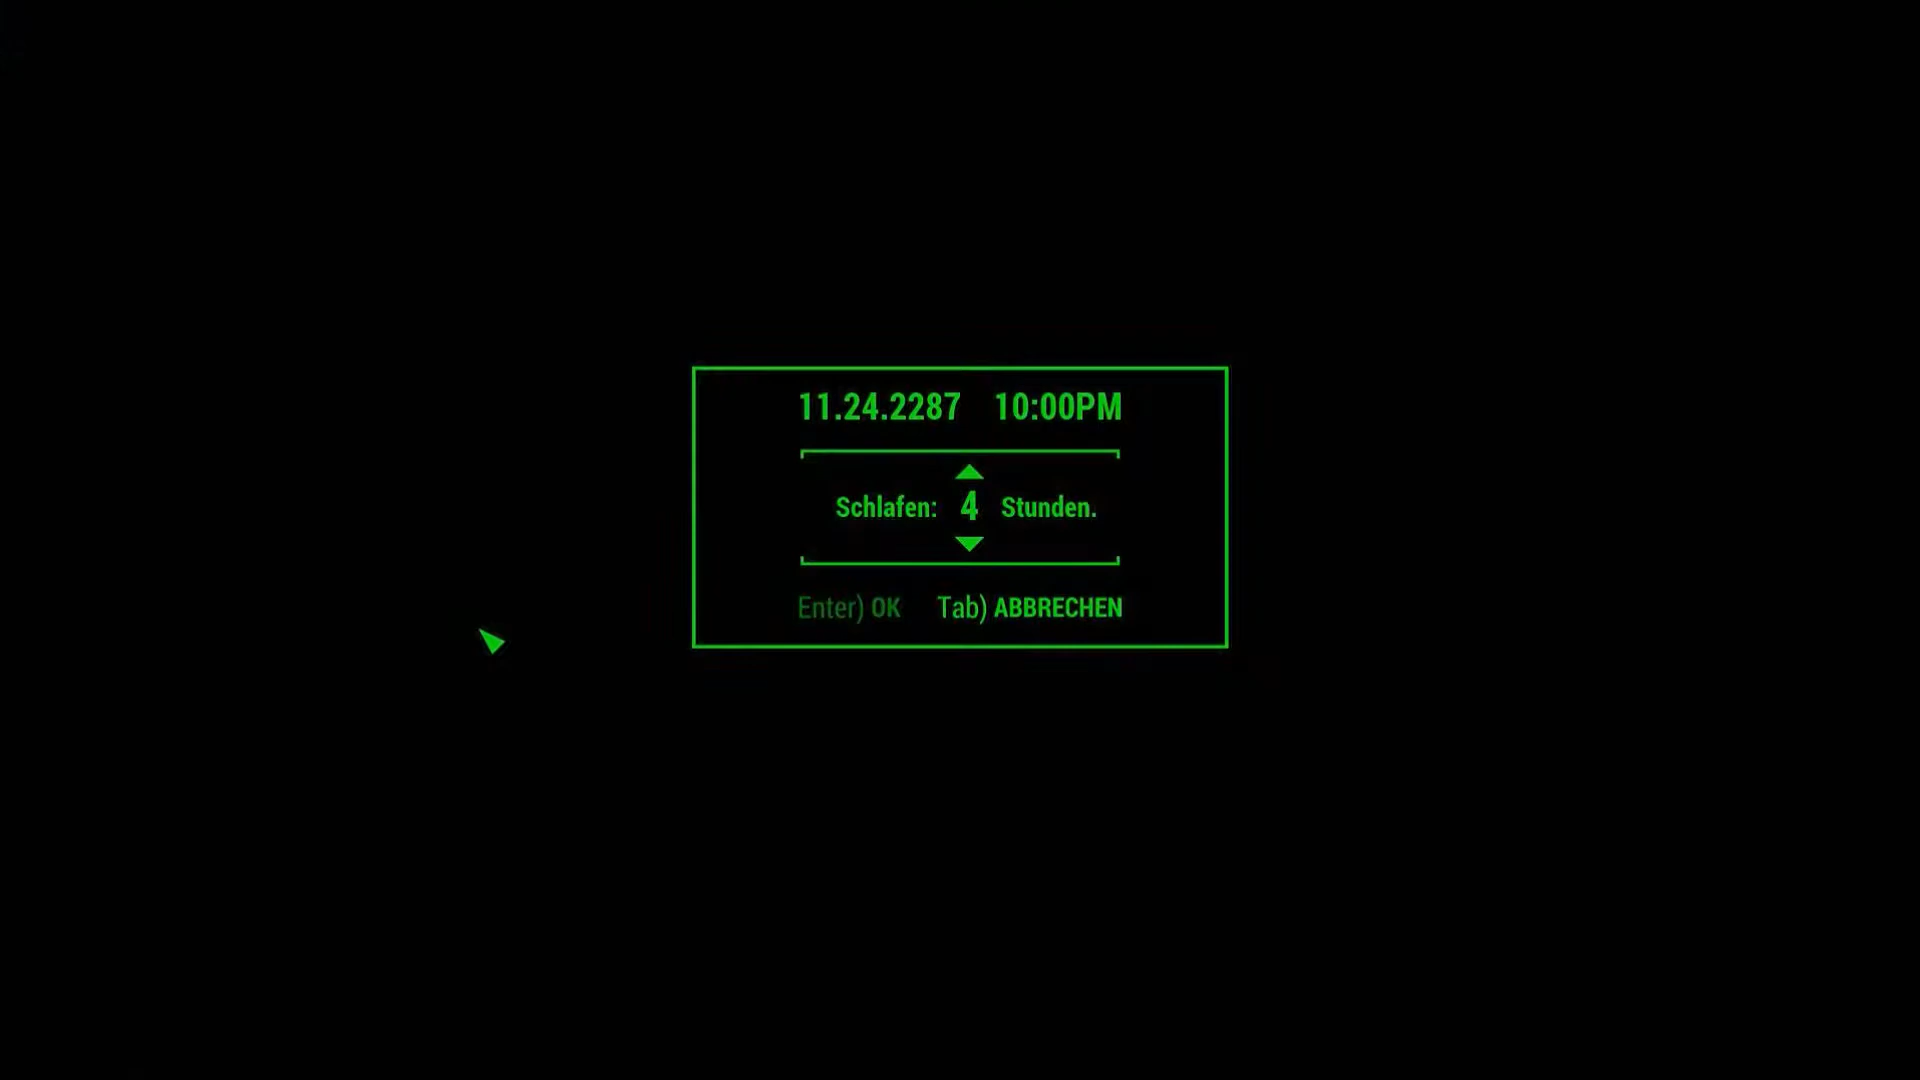 11.24.2287 10:00PM
Schlafen: 4 Stunden.
Enter) OK Tab) ABBRECHEN